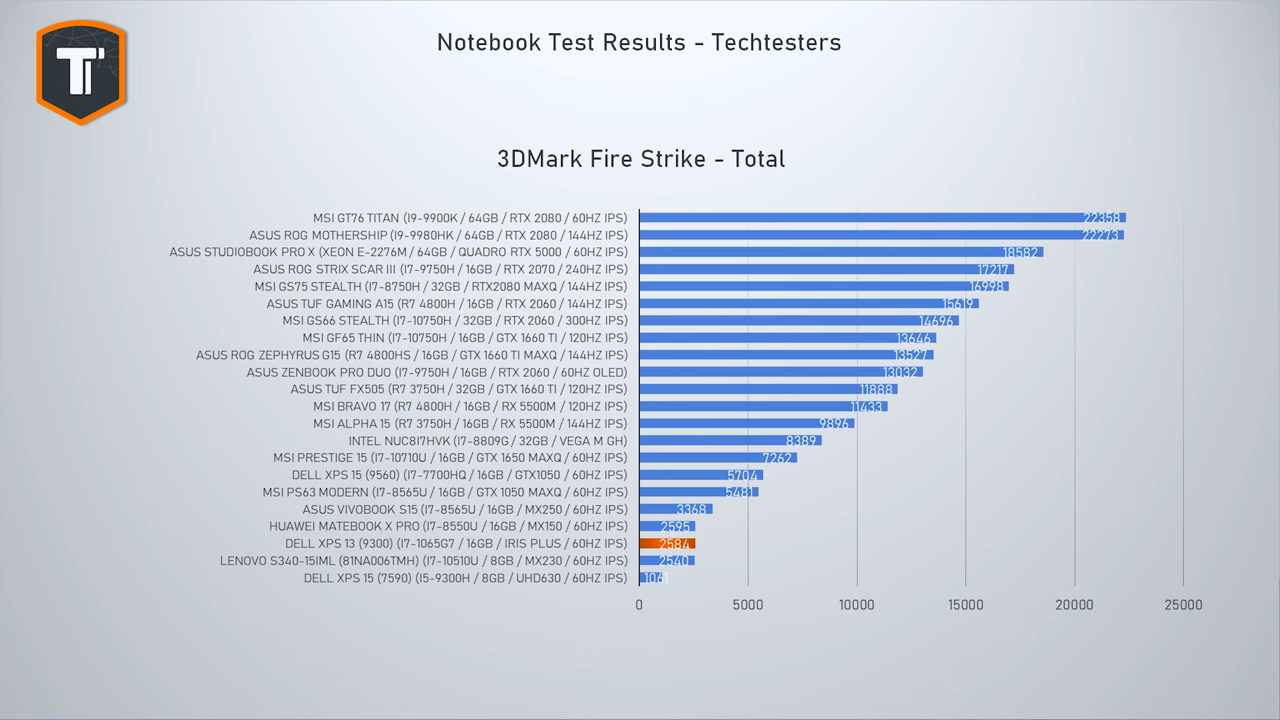 Notebook Test Results - Techtesters
3DMark Fire Strike - Total
MSI GT76 TITAN (I9-9900K / 64GB / RTX 2080 / 60HZ IPS) 22358
ASUS ROG MOTHERSHIP (I9-9980HK / 64GB / RTX 2080 / 144HZ IPS) 22273
ASUS STUDIOBOOK PRO X (XEON E-2276M / 64GB / QUADRO RTX 5000 / 60HZ IPS) 18582
ASUS ROG STRIX SCAR III (I7-9750H / 16GB / RTX 2070 / 240HZ IPS) 17217
MSI GS75 STEALTH (I7-8750H / 32GB / RTX2080 MAXQ / 144HZ IPS) 16998
ASUS TUF GAMING A15 (R7 4800H / 16GB / RTX 2060 / 144HZ IPS) 15619
MSI GS66 STEALTH (I7-10750H / 32GB / RTX 2060 / 300HZ IPS) 14696
MSI GF65 THIN (I7-10750H / 16GB / GTX 1660 TI / 120HZ IPS) 13646
ASUS ROG ZEPHYRUS G15 (R7 4800HS / 16GB / GTX 1660 TI MAXQ / 144HZ IPS) 13527
ASUS ZENBOOK PRO DUO (I7-9750H / 16GB / RTX 2060 / 60HZ OLED) 13032
ASUS TUF FX505 (R7 3750H / 32GB / GTX 1660 TI / 120HZ IPS) 11888
MSI BRAVO 17 (R7 4800H / 16GB / RX 5500M / 120HZ IPS) 11433
MSI ALPHA 15 (R7 3750H / 16GB / RX 5500M / 144HZ IPS) 9896
INTEL NUC8I7HVK (I7-8809G / 32GB / VEGA M GH) 8389
MSI PRESTIGE 15 (I7-10710U / 16GB / GTX 1650 MAXQ / 60HZ IPS) 7262
DELL XPS 15 (9560) (I7-7700HQ / 16GB / GTX1050 / 60HZ IPS) 5704
MSI PS63 MODERN (I7-8565U / 16GB / GTX 1050 MAXQ / 60HZ IPS) 5481
ASUS VIVOBOOK S15 (I7-8565U / 16GB / MX250 / 60HZ IPS) 3368
HUAWEI MATEBOOK X PRO (I7-8550U / 16GB / MX150 / 60HZ IPS) 2595
DELL XPS 13 (9300) (I7-1065G7 / 16GB / IRIS PLUS / 60HZ IPS) 2584
LENOVO S340-15IML (81NA006TMH) (I7-10510U / 8GB / MX230 / 60HZ IPS) 2540
DELL XPS 15 (7590) (I5-9300H / 8GB / UHD630 / 60HZ IPS) 1061
0 5000 10000 15000 20000 25000